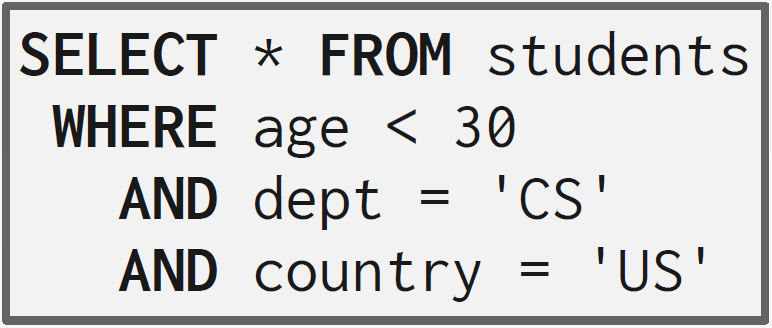 SELECT * FROM students
WHERE age < 30
AND dept = 'CS'
AND country = 'US'